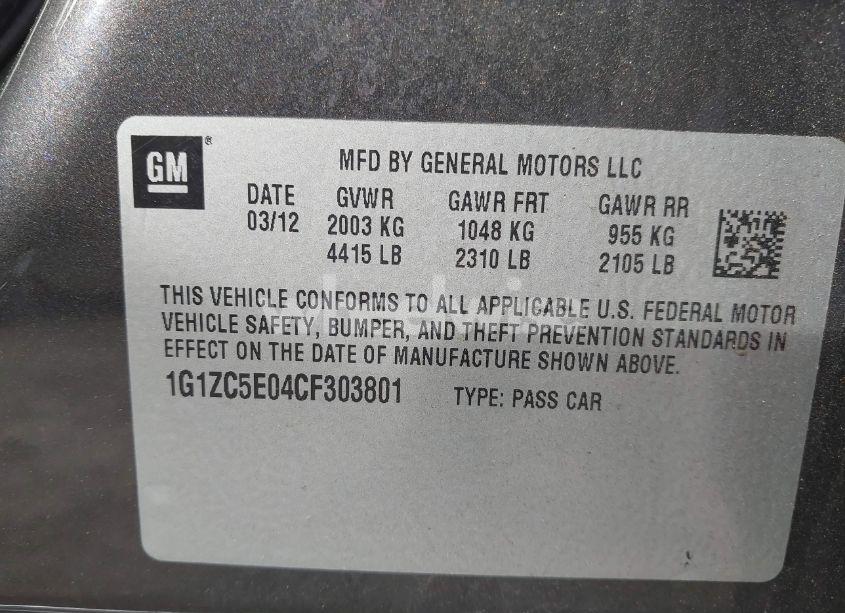 GM ®
MFD BY GENERAL MOTORS LLC
DATE GVWR GAWR FRT GAWR RR
03/12 2003 KG 1048 KG 955 KG
4415 LB 2310 LB 2105 LB
THIS VEHICLE CONFORMS TO ALL APPLICABLE U.S. FEDERAL MOTOR
VEHICLE SAFETY, BUMPER, AND THEFT PREVENTION STANDARDS IN
EFFECT ON THE DATE OF MANUFACTURE SHOWN ABOVE.
1G1ZC5E04CF303801 TYPE: PASS CAR